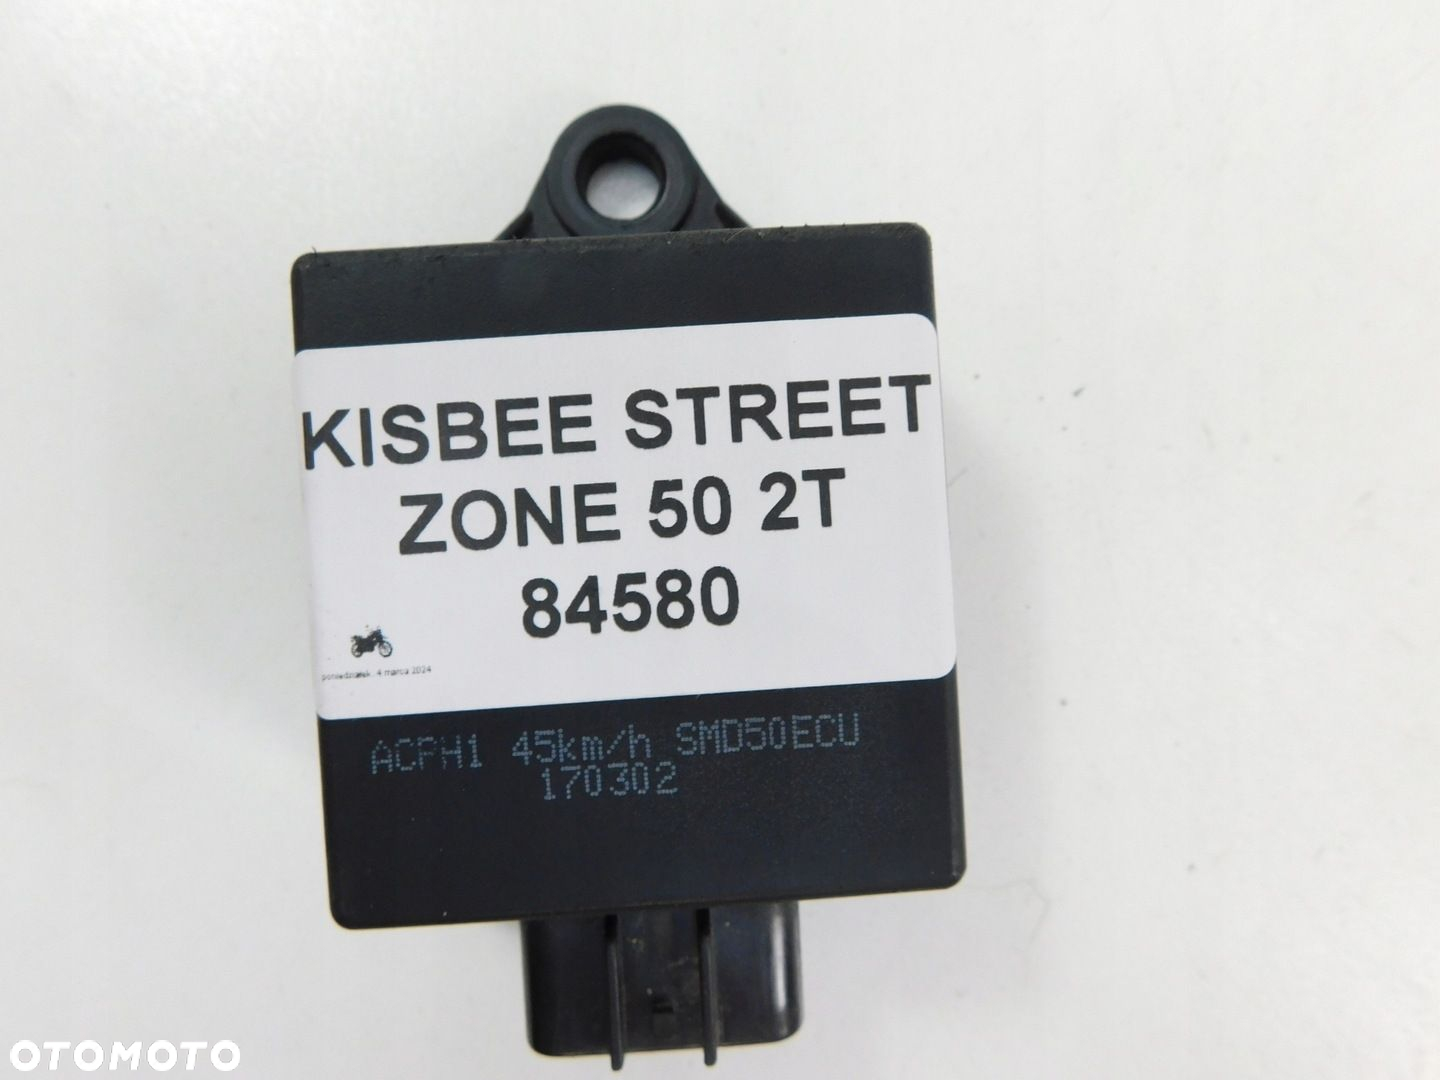 KISBEE STREET
ZONE 50 2T
84580
poniedziałek, 4 marca 2024
ACPH1 45km/h SMD50ECU
170302
OTOMOTO